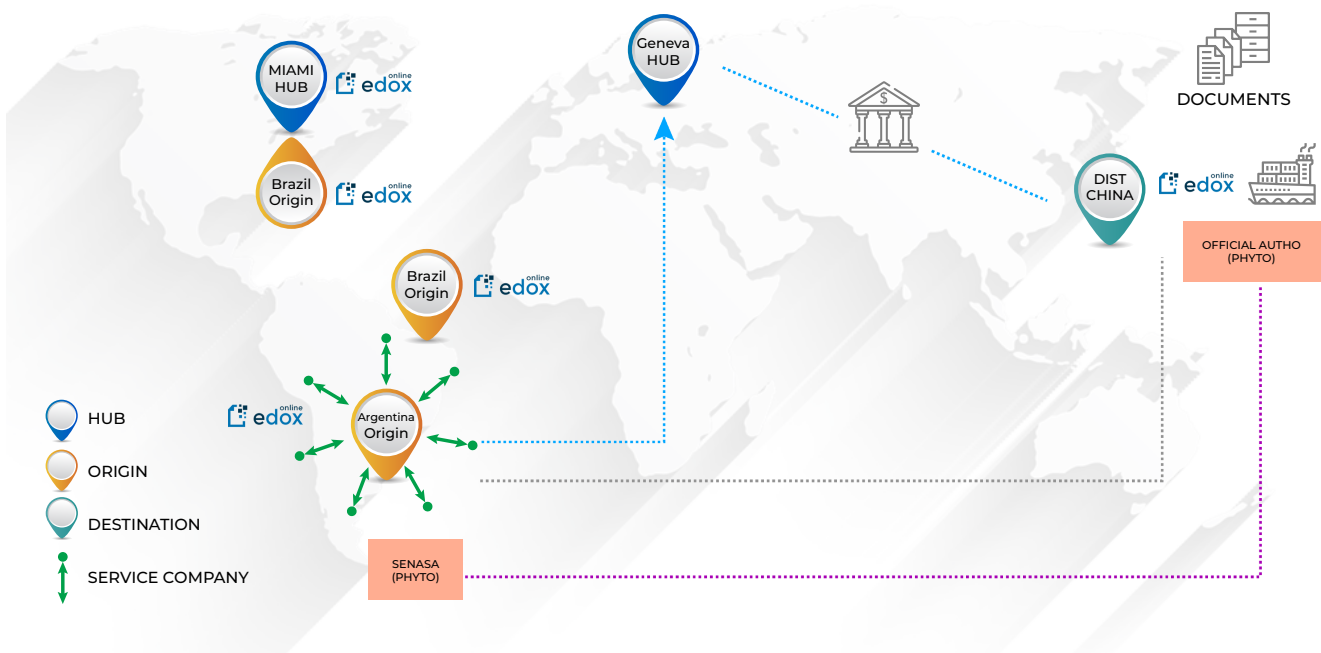 MIAMI
HUB
online
edox
Brazil
Origin
online
edox
Geneva
HUB
$
DOCUMENTS
DIST
CHINA
online
edox
OFFICIAL AUTHO
(PHYTO)
Brazil
Origin
online
edox
online
edox
Argentina
Origin
SENASA
(PHYTO)
HUB
ORIGIN
DESTINATION
SERVICE COMPANY